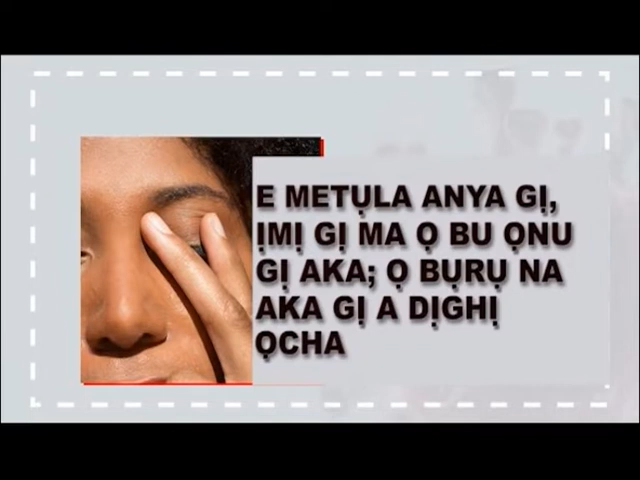 E METỤLA ANYA GỊ,
ỊMỊ GỊ MA Ọ BU ỌNU
GỊ AKA; Ọ BỤRỤ NA
AKA GỊ A DỊGHỊ
ỌCHA